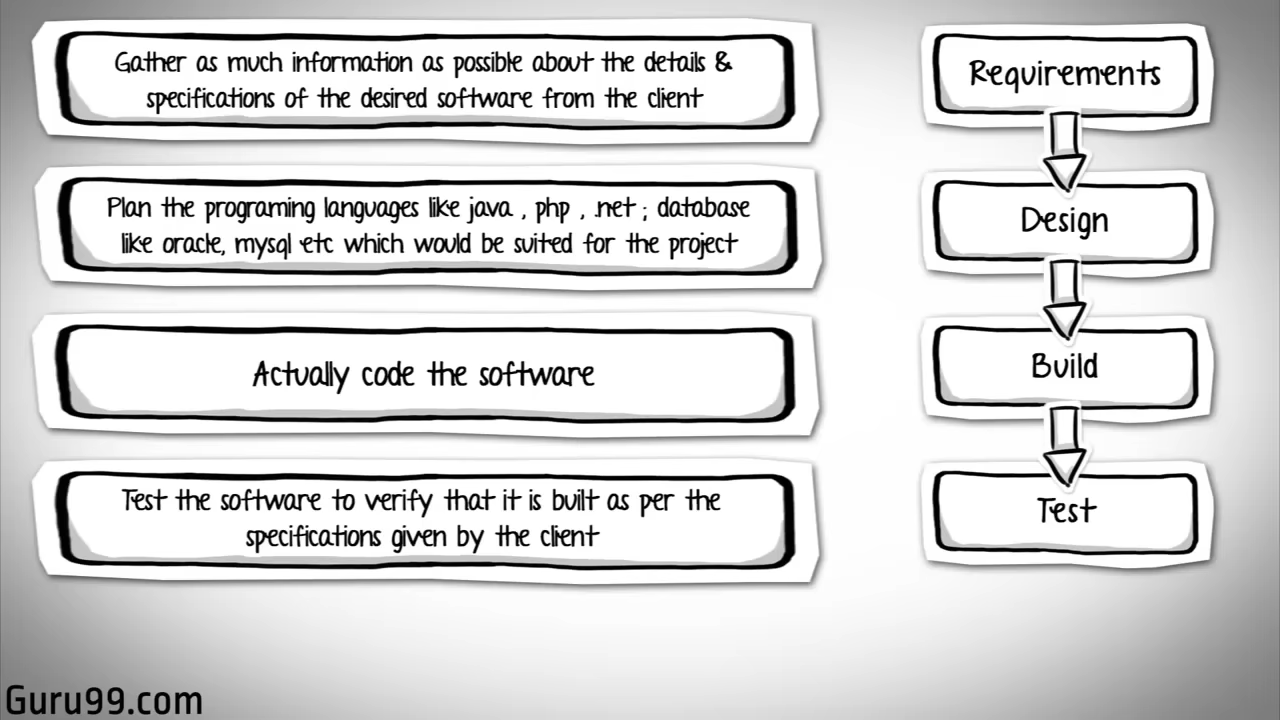 Gather as much information as possible about the details &
specifications of the desired software from the client
Requirements
Plan the programing languages like java , php , .net ; database
like oracle, mysql etc which would be suited for the project
Design
Actually code the software
Build
Test the software to verify that it is built as per the
specifications given by the client
Test
Guru99.com